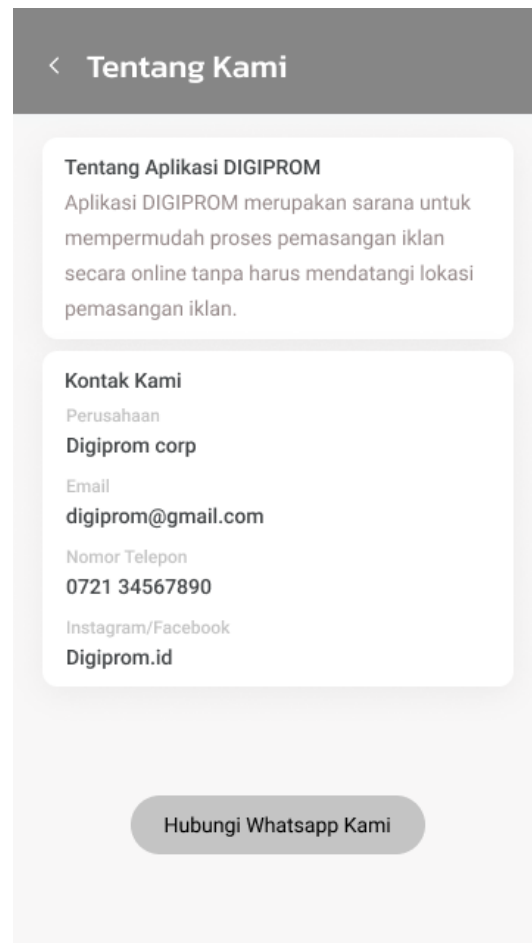 Tentang Kami
Tentang Aplikasi DIGIPROM
Aplikasi DIGIPROM merupakan sarana untuk
mempermudah proses pemasangan iklan
secara online tanpa harus mendatangi lokasi
pemasangan iklan.
Kontak Kami
Perusahaan
Digiprom corp
Email
digiprom@gmail.com
Nomor Telepon
0721 34567890
Instagram/Facebook
Digiprom.id
Hubungi Whatsapp Kami